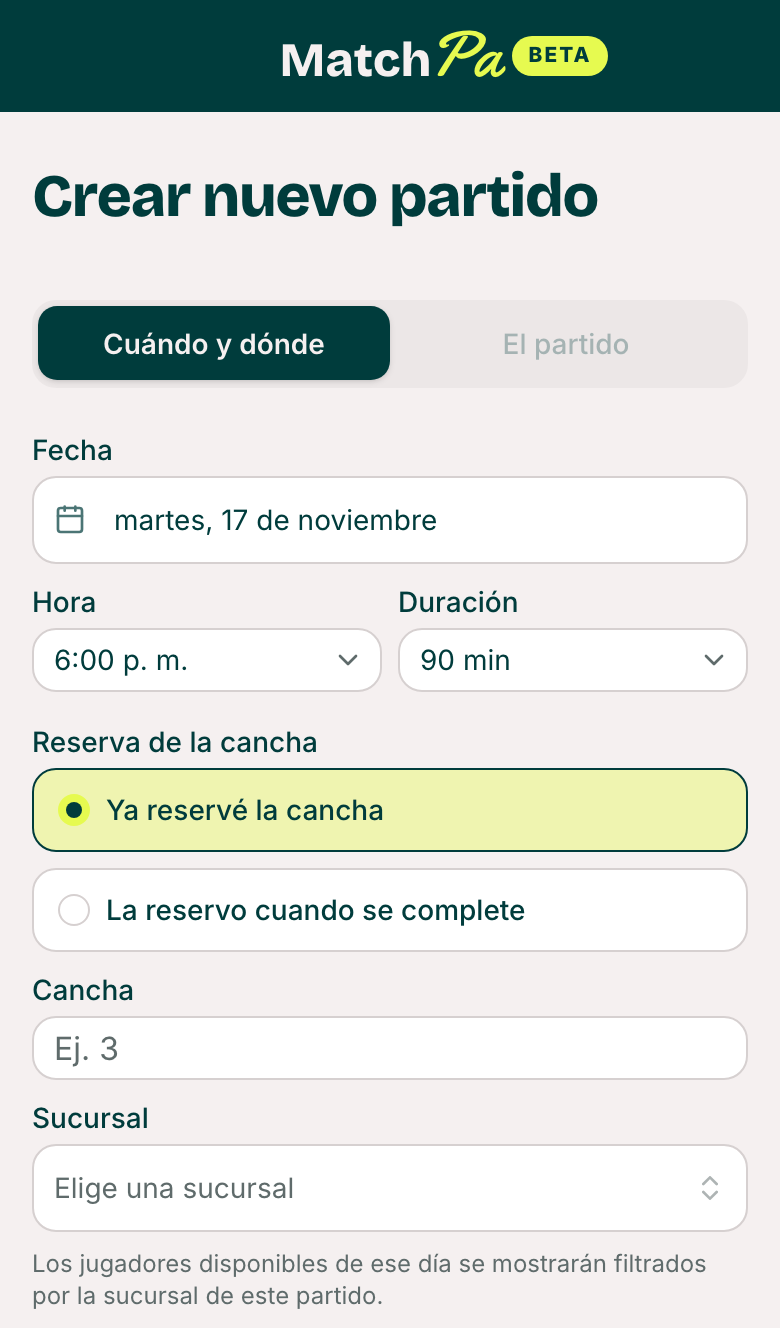 MatchPa BETA
Crear nuevo partido
Cuándo y dónde
El partido
Fecha
martes, 17 de noviembre
Hora
Duración
6:00 p. m.
90 min
Reserva de la cancha
Ya reservé la cancha
La reservo cuando se complete
Cancha
Ej. 3
Sucursal
Elige una sucursal
Los jugadores disponibles de ese día se mostrarán filtrados
por la sucursal de este partido.